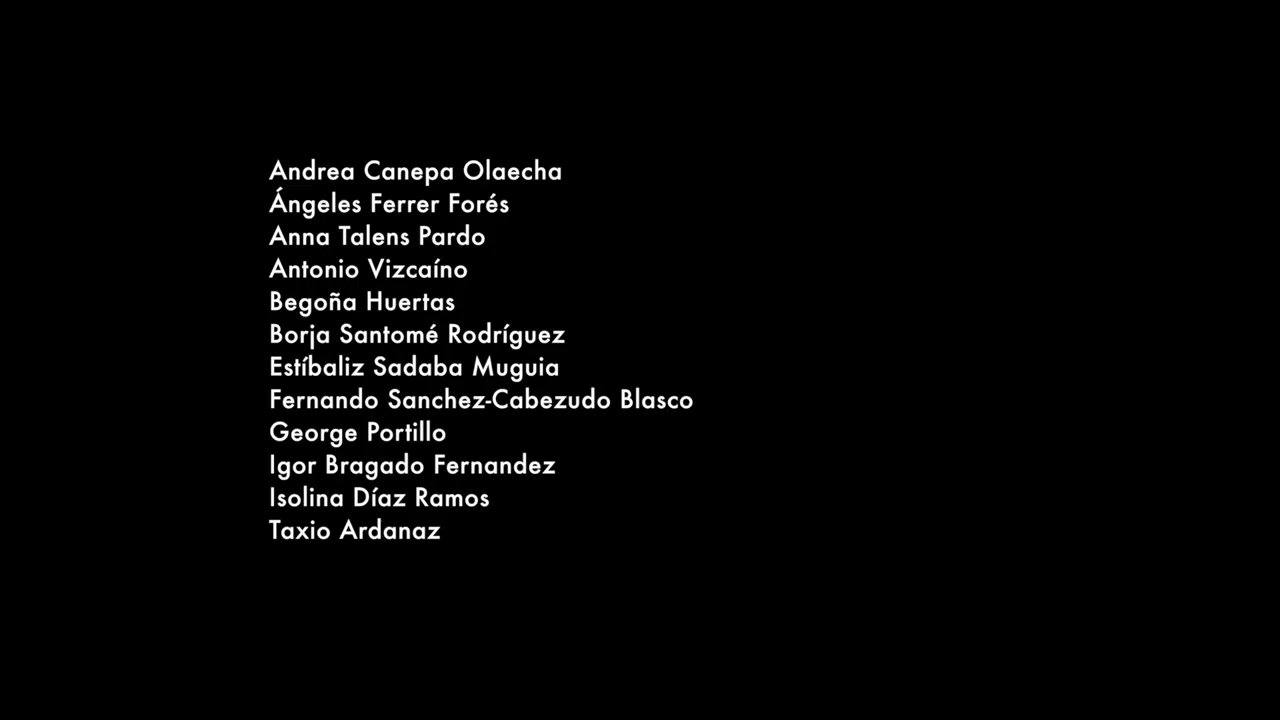 Andrea Canepa Olaecha
Ángeles Ferrer Forés
Anna Talens Pardo
Antonio Vizcaíno
Begoña Huertas
Borja Santomé Rodríguez
Estíbaliz Sadaba Muguia
Fernando Sanchez-Cabezudo Blasco
George Portillo
Igor Bragado Fernandez
Isolina Díaz Ramos
Taxio Ardanaz